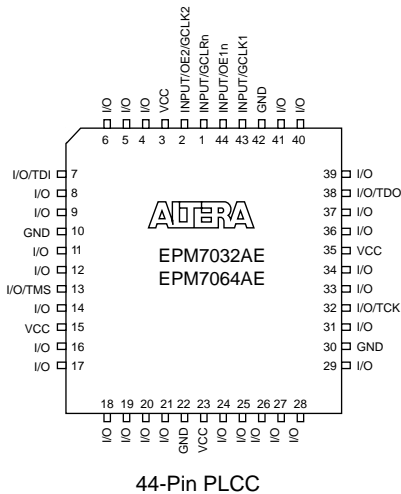 I/O I/O I/O VCC INPUT/OE2/GCLK2 INPUT/GCLRn INPUT/OE1n INPUT/GCLK1 GND I/O I/O
6 5 4 3 2 1 44 43 42 41 40
I/O/TDI 7
I/O 8
I/O 9
GND 10
I/O 11
I/O 12
I/O/TMS 13
I/O 14
VCC 15
I/O 16
I/O 17
ALTERA
EPM7032AE
EPM7064AE
39 I/O
38 I/O/TDO
37 I/O
36 I/O
35 VCC
34 I/O
33 I/O
32 I/O/TCK
31 I/O
30 GND
29 I/O
18 19 20 21 22 23 24 25 26 27 28
I/O I/O I/O I/O GND VCC I/O I/O I/O I/O I/O
44-Pin PLCC